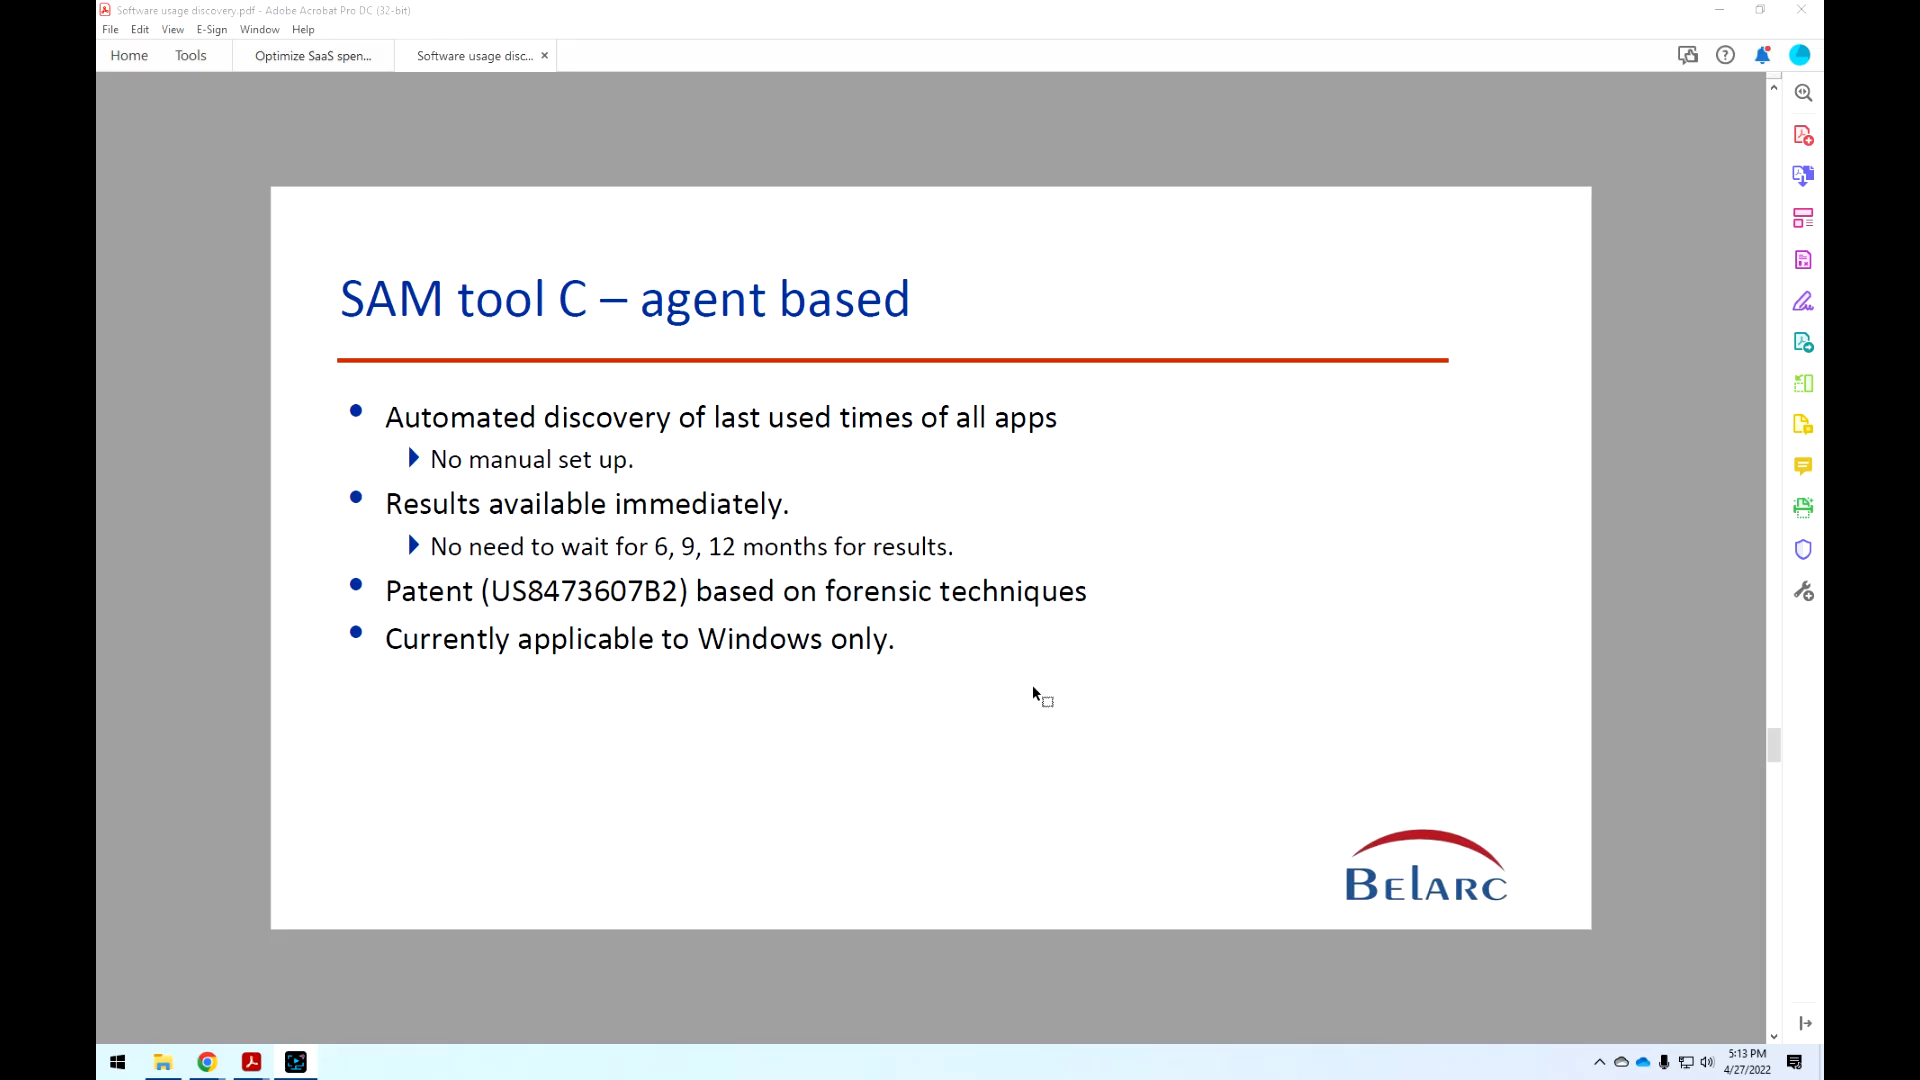 Software usage discovery.pdf - Adobe Acrobat Pro DC (32-bit)
File Edit View E-Sign Window Help
Home Tools Optimize SaaS spen... Software usage disc... ×
SAM tool C – agent based
• Automated discovery of last used times of all apps
No manual set up.
• Results available immediately.
No need to wait for 6, 9, 12 months for results.
• Patent (US8473607B2) based on forensic techniques
• Currently applicable to Windows only.
BELARC
5:13 PM
4/27/2022